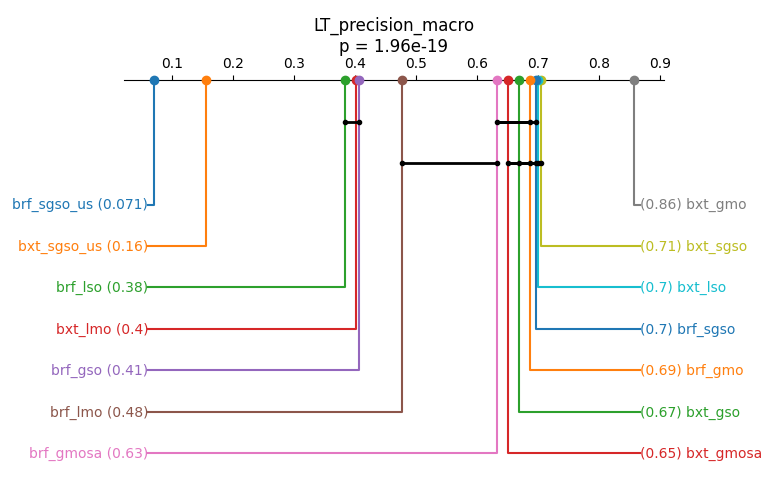 LT_precision_macro
p = 1.96e-19
0.1 0.2 0.3 0.4 0.5 0.6 0.7 0.8 0.9
brf_sgso_us (0.071) (0.86) bxt_gmo
bxt_sgso_us (0.16) (0.71) bxt_sgso
brf_lso (0.38) (0.7) bxt_lso
bxt_lmo (0.4) (0.7) brf_sgso
brf_gso (0.41) (0.69) brf_gmo
brf_lmo (0.48) (0.67) bxt_gso
brf_gmosa (0.63) (0.65) bxt_gmosa